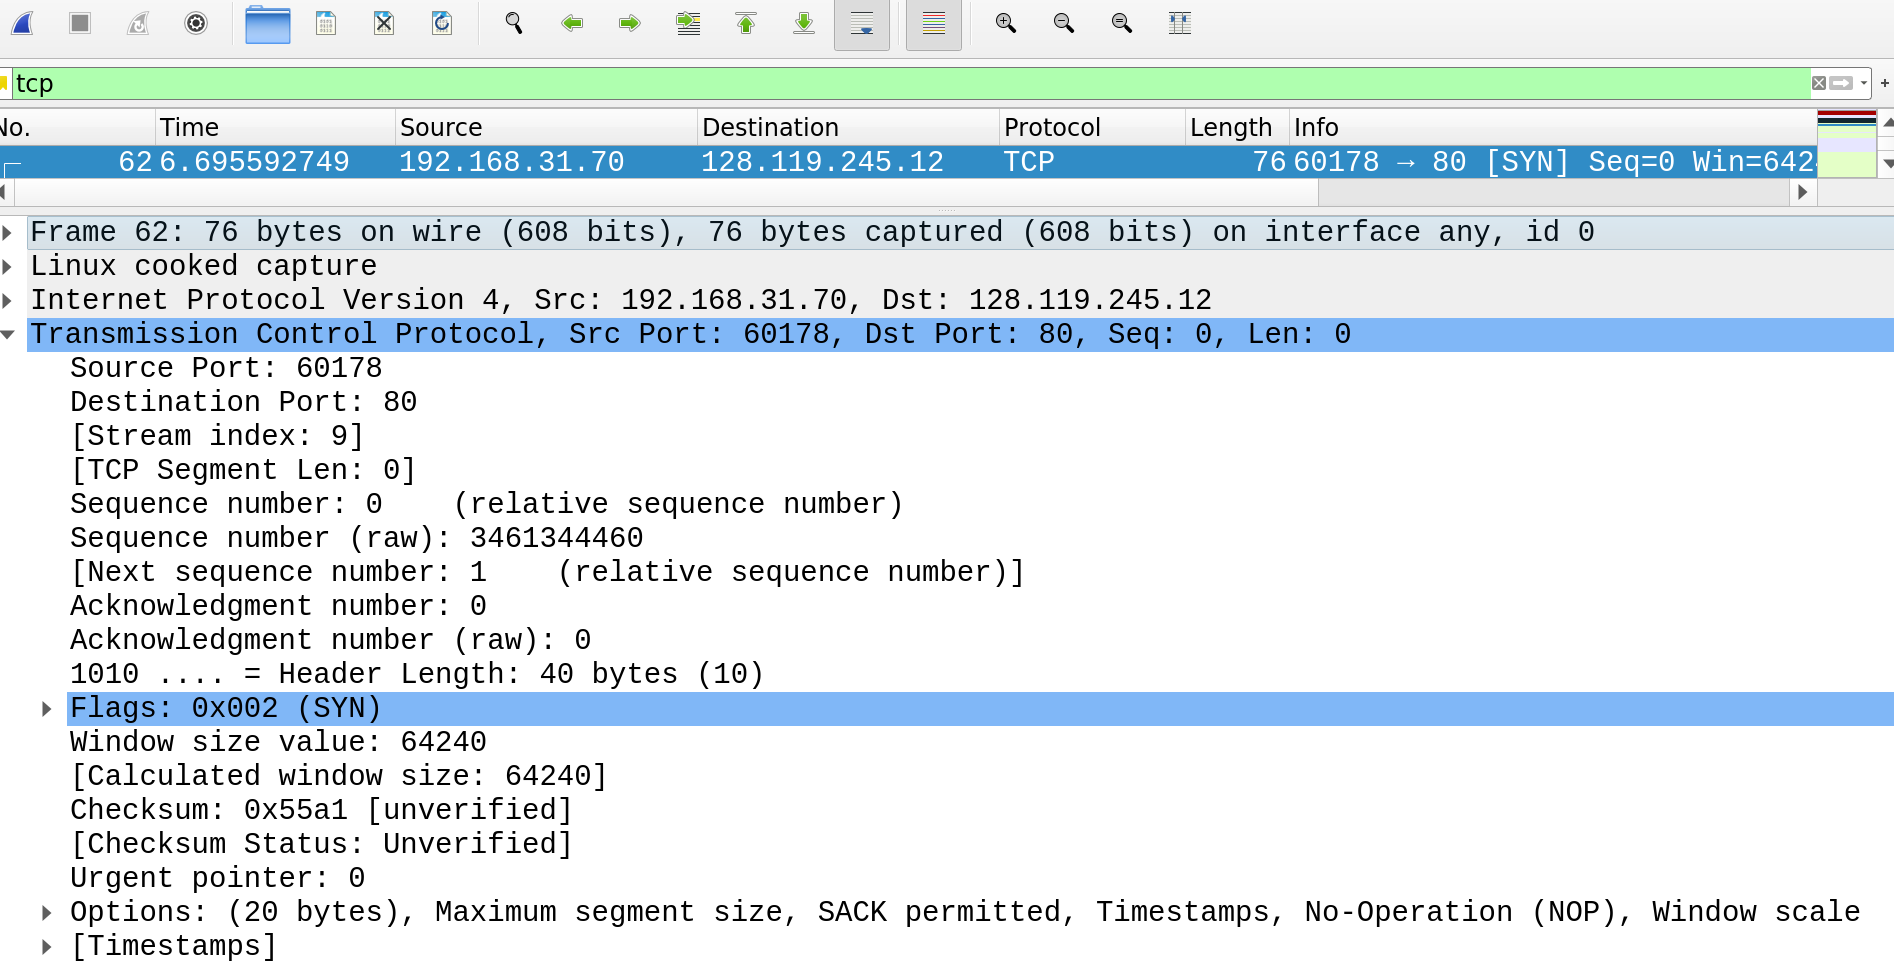 tcp
No. Time Source Destination Protocol Length Info
62 6.695592749 192.168.31.70 128.119.245.12 TCP 76 60178 → 80 [SYN] Seq=0 Win=642
Frame 62: 76 bytes on wire (608 bits), 76 bytes captured (608 bits) on interface any, id 0
Linux cooked capture
Internet Protocol Version 4, Src: 192.168.31.70, Dst: 128.119.245.12
Transmission Control Protocol, Src Port: 60178, Dst Port: 80, Seq: 0, Len: 0
Source Port: 60178
Destination Port: 80
[Stream index: 9]
[TCP Segment Len: 0]
Sequence number: 0    (relative sequence number)
Sequence number (raw): 3461344460
[Next sequence number: 1    (relative sequence number)]
Acknowledgment number: 0
Acknowledgment number (raw): 0
1010 .... = Header Length: 40 bytes (10)
Flags: 0x002 (SYN)
Window size value: 64240
[Calculated window size: 64240]
Checksum: 0x55a1 [unverified]
[Checksum Status: Unverified]
Urgent pointer: 0
Options: (20 bytes), Maximum segment size, SACK permitted, Timestamps, No-Operation (NOP), Window scale
[Timestamps]